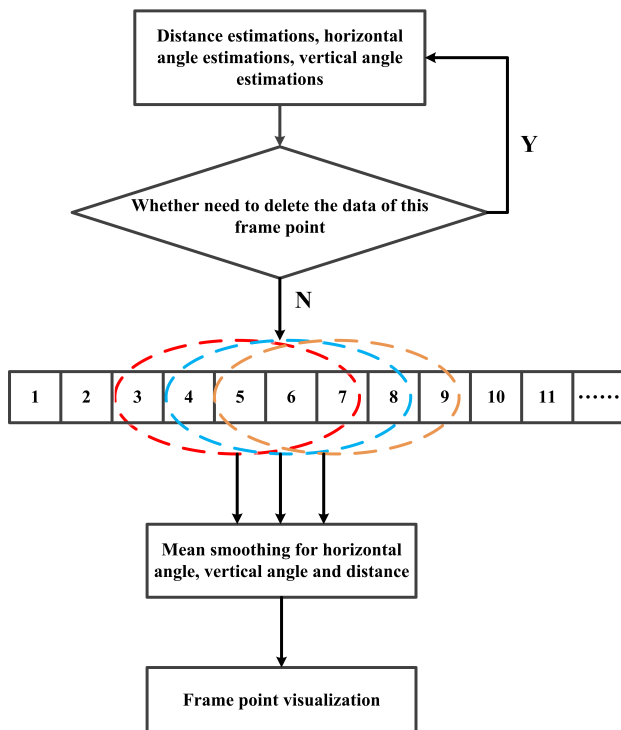 Distance estimations, horizontal
angle estimations, vertical angle
estimations
Y
Whether need to delete the data of this
frame point
N
1 2 3 4 5 6 7 8 9 10 11 ······
Mean smoothing for horizontal
angle, vertical angle and distance
Frame point visualization